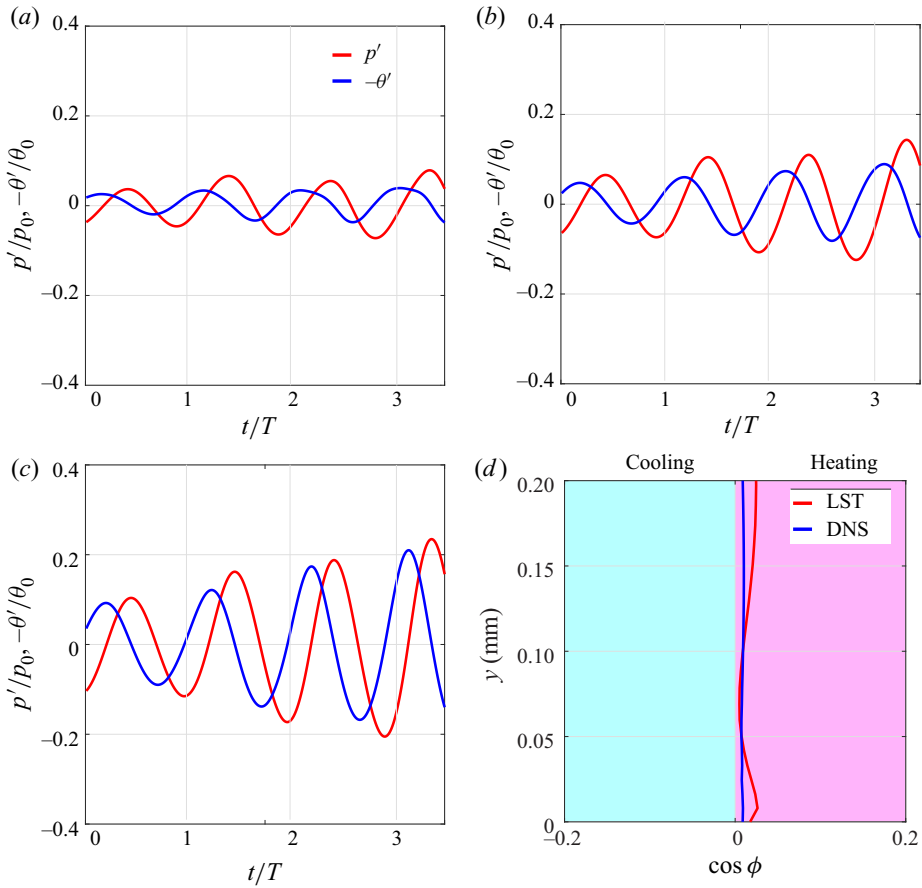 (a)
0.4
0.2
0
–0.2
–0.4
p′/p₀, –θ′/θ₀
p′
–θ′
0 1 2 3
t/T
(b)
0.4
0.2
0
–0.2
–0.4
p′/p₀, –θ′/θ₀
0 1 2 3
t/T
(c)
0.4
0.2
0
–0.2
–0.4
p′/p₀, –θ′/θ₀
0 1 2 3
t/T
(d)
Cooling Heating
0.20
0.15
0.10
0.05
0
y (mm)
LST
DNS
–0.2 0 0.2
cos ϕ